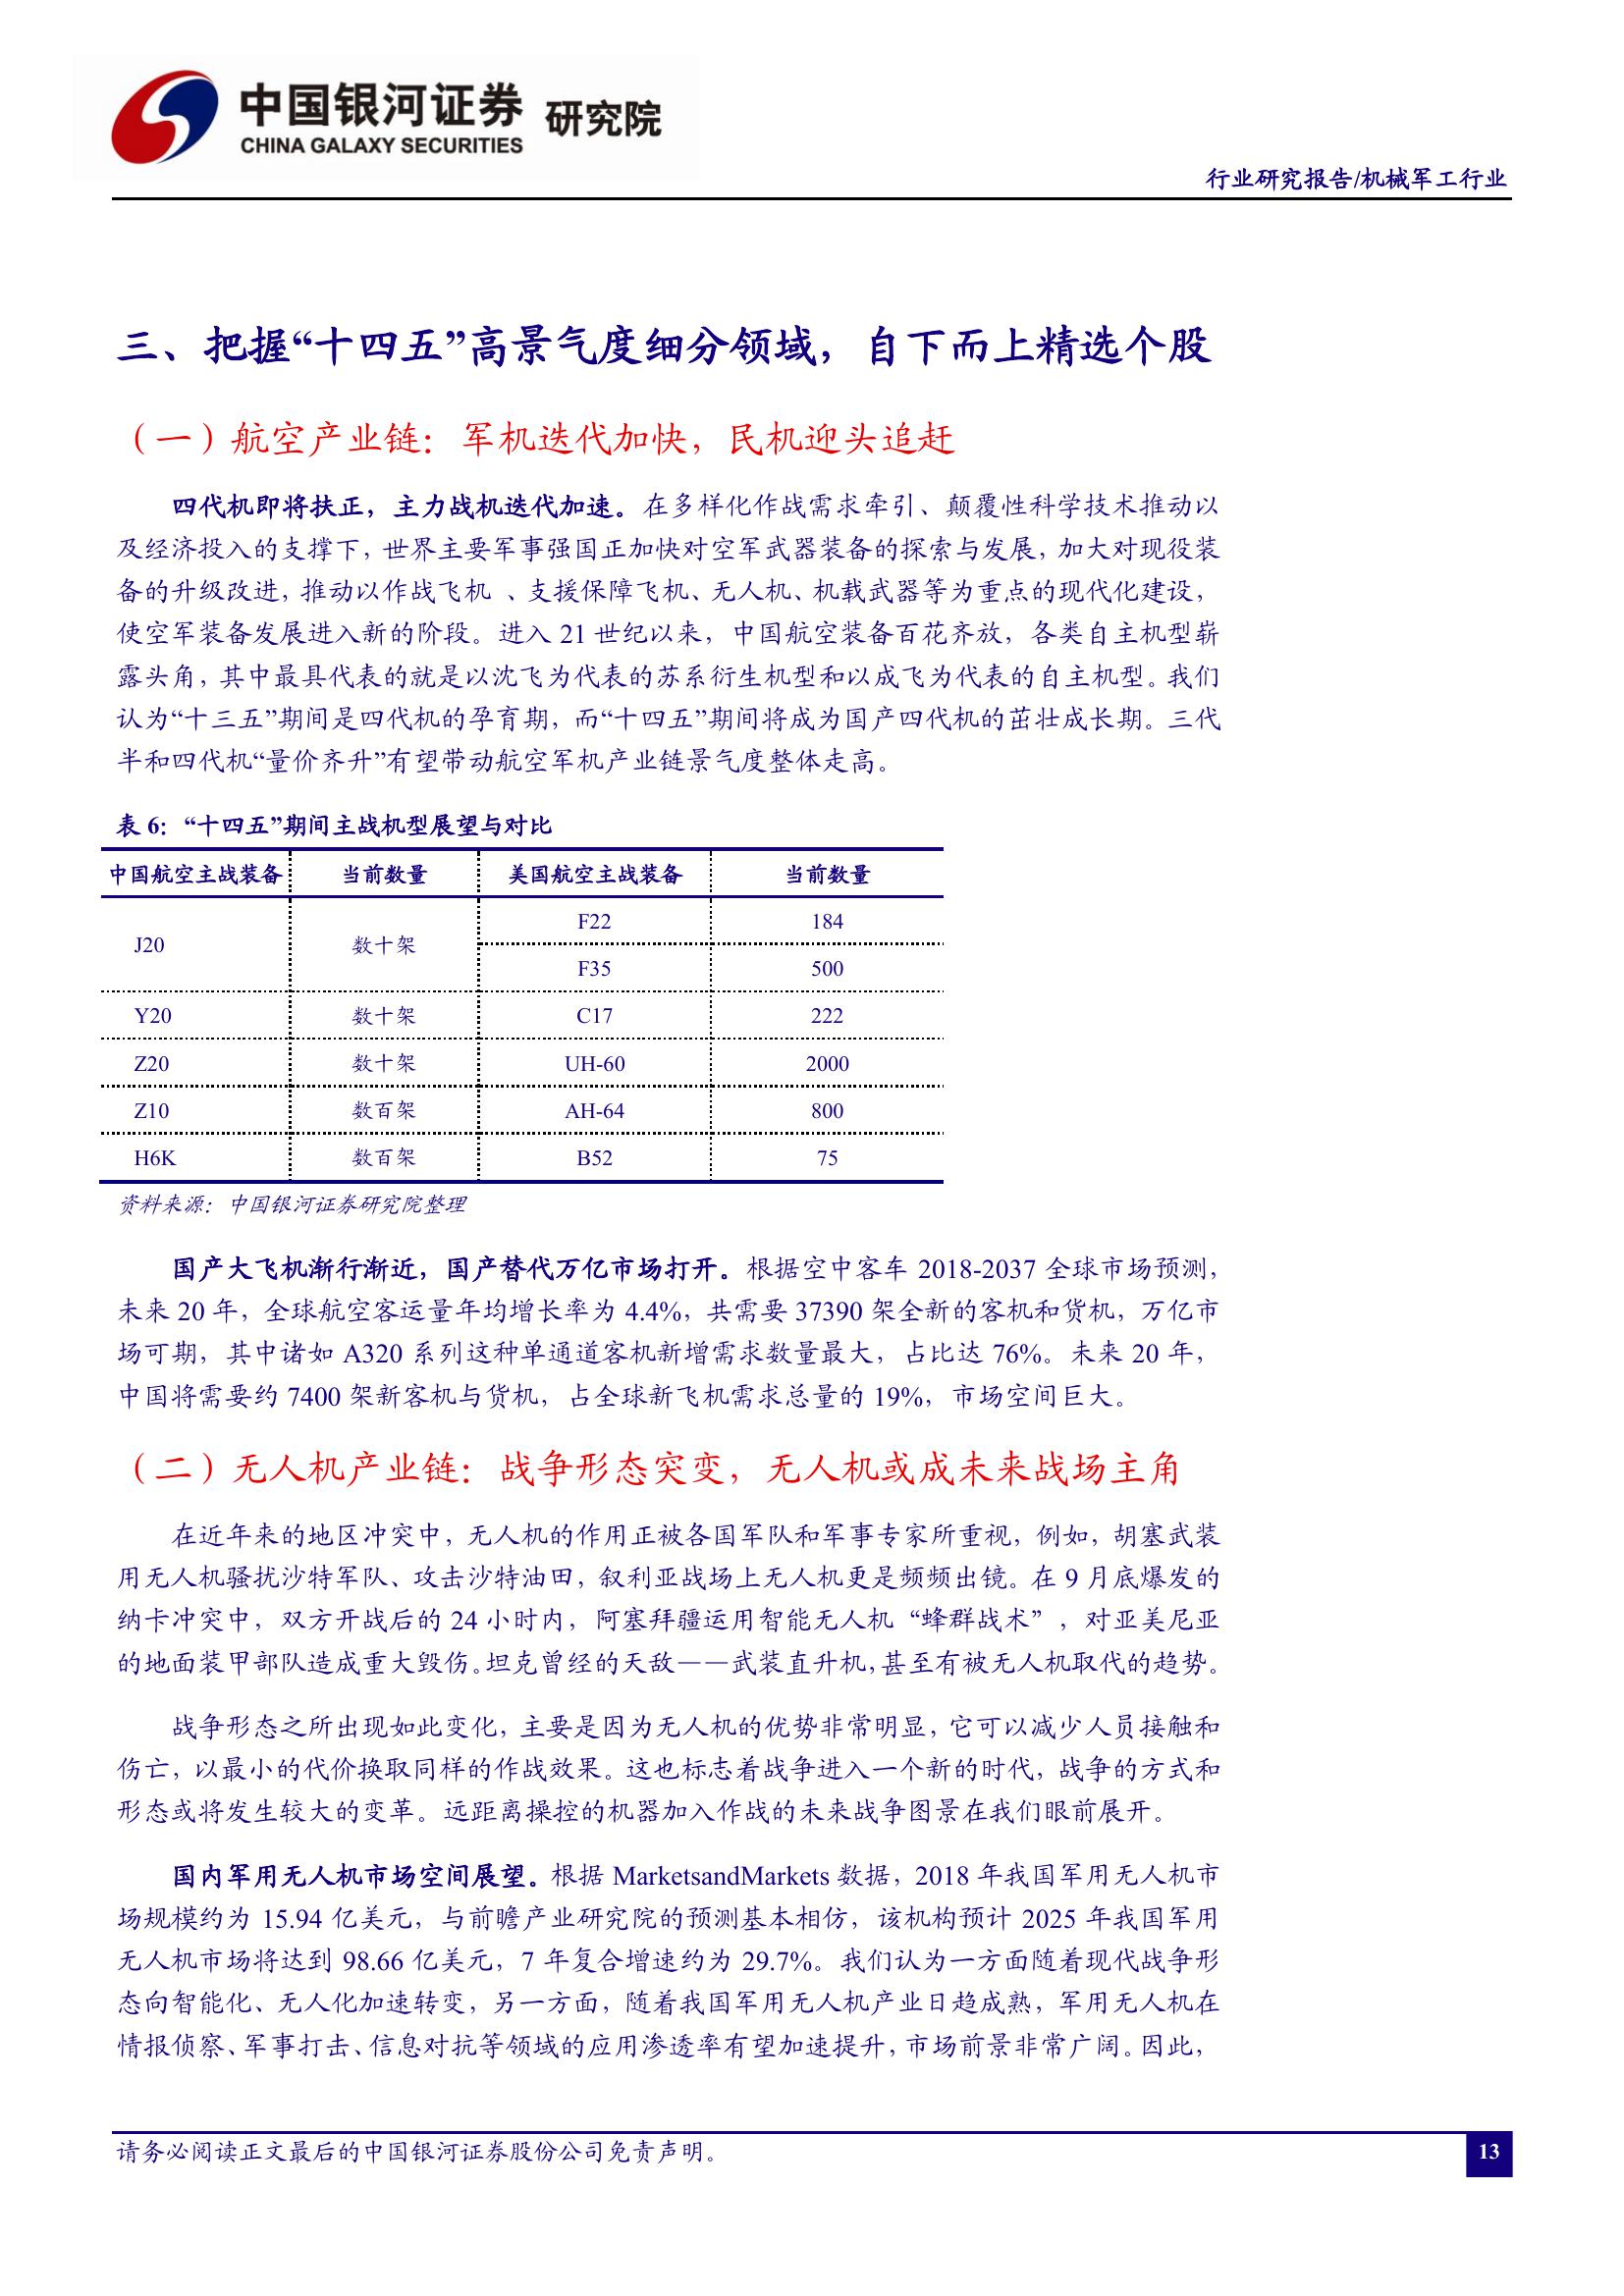 中国银河证券 研究院
CHINA GALAXY SECURITIES
行业研究报告/机械军工行业
三、把握“十四五”高景气度细分领域，自下而上精选个股
（一）航空产业链：军机迭代加快，民机迎头追赶
四代机即将扶正，主力战机迭代加速。在多样化作战需求牵引、颠覆性科学技术推动以
及经济投入的支撑下，世界主要军事强国正加快对空军武器装备的探索与发展，加大对现役装
备的升级改进，推动以作战飞机 、支援保障飞机、无人机、机载武器等为重点的现代化建设，
使空军装备发展进入新的阶段。进入 21 世纪以来，中国航空装备百花齐放，各类自主机型崭
露头角，其中最具代表的就是以沈飞为代表的苏系衍生机型和以成飞为代表的自主机型。我们
认为“十三五”期间是四代机的孕育期，而“十四五”期间将成为国产四代机的茁壮成长期。三代
半和四代机“量价齐升”有望带动航空军机产业链景气度整体走高。
表 6：“十四五”期间主战机型展望与对比
中国航空主战装备 当前数量 美国航空主战装备 当前数量
J20 数十架 F22 184
F35 500
Y20 数十架 C17 222
Z20 数十架 UH-60 2000
Z10 数百架 AH-64 800
H6K 数百架 B52 75
资料来源：中国银河证券研究院整理
国产大飞机渐行渐近，国产替代万亿市场打开。根据空中客车 2018-2037 全球市场预测，
未来 20 年，全球航空客运量年均增长率为 4.4%，共需要 37390 架全新的客机和货机，万亿市
场可期，其中诸如 A320 系列这种单通道客机新增需求数量最大，占比达 76%。未来 20 年，
中国将需要约 7400 架新客机与货机，占全球新飞机需求总量的 19%，市场空间巨大。
（二）无人机产业链：战争形态突变，无人机或成未来战场主角
在近年来的地区冲突中，无人机的作用正被各国军队和军事专家所重视，例如，胡塞武装
用无人机骚扰沙特军队、攻击沙特油田，叙利亚战场上无人机更是频频出镜。在 9 月底爆发的
纳卡冲突中，双方开战后的 24 小时内，阿塞拜疆运用智能无人机“蜂群战术”，对亚美尼亚
的地面装甲部队造成重大毁伤。坦克曾经的天敌——武装直升机，甚至有被无人机取代的趋势。
战争形态之所出现如此变化，主要是因为无人机的优势非常明显，它可以减少人员接触和
伤亡，以最小的代价换取同样的作战效果。这也标志着战争进入一个新的时代，战争的方式和
形态或将发生较大的变革。远距离操控的机器加入作战的未来战争图景在我们眼前展开。
国内军用无人机市场空间展望。根据 MarketsandMarkets 数据，2018 年我国军用无人机市
场规模约为 15.94 亿美元，与前瞻产业研究院的预测基本相仿，该机构预计 2025 年我国军用
无人机市场将达到 98.66 亿美元，7 年复合增速约为 29.7%。我们认为一方面随着现代战争形
态向智能化、无人化加速转变，另一方面，随着我国军用无人机产业日趋成熟，军用无人机在
情报侦察、军事打击、信息对抗等领域的应用渗透率有望加速提升，市场前景非常广阔。因此，
请务必阅读正文最后的中国银河证券股份公司免责声明。
13